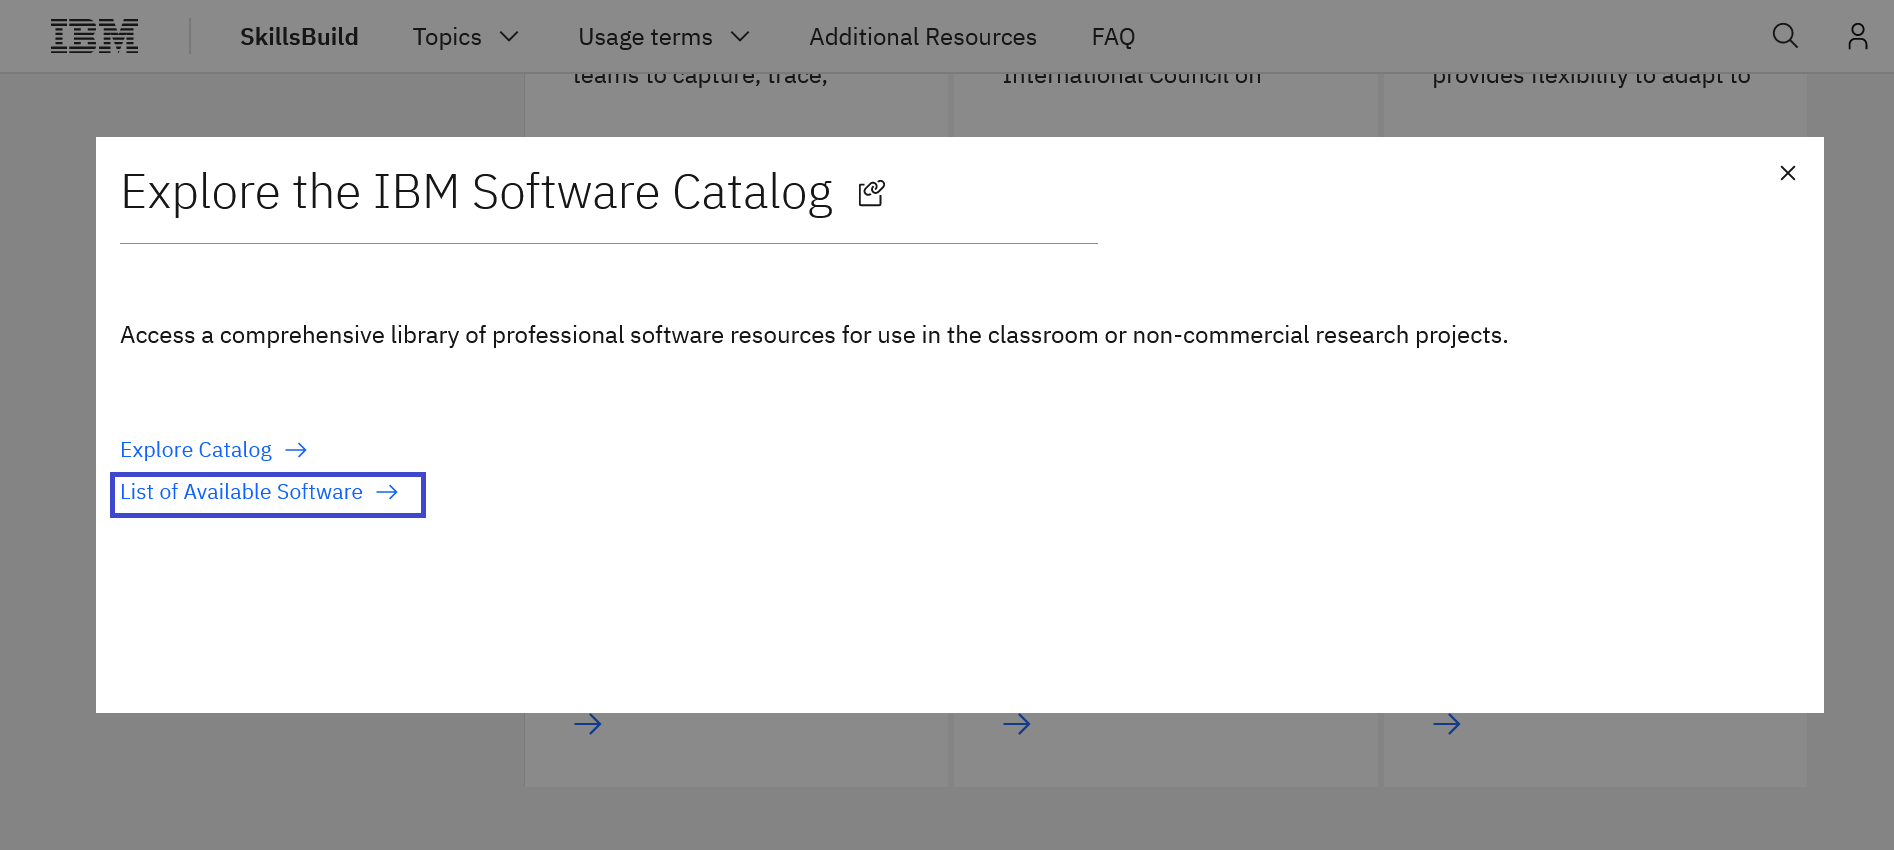 IBM SkillsBuild Topics Usage terms Additional Resources FAQ
teams to capture, trace, International Council on provides flexibility to adapt to
Explore the IBM Software Catalog
Access a comprehensive library of professional software resources for use in the classroom or non-commercial research projects.
Explore Catalog
List of Available Software